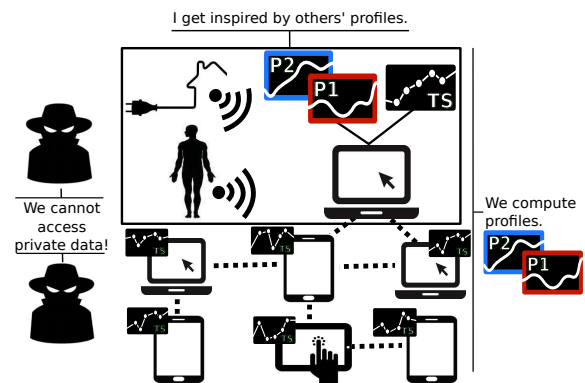 I get inspired by others' profiles.
P2
P1
TS
We cannot
access
private data!
We compute
profiles.
P2
P1
TS
TS
TS
TS
TS
TS